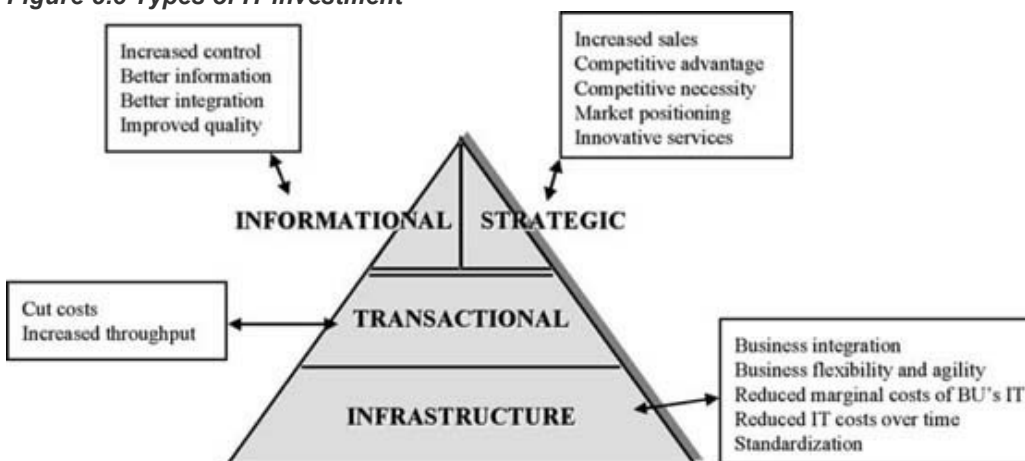 Figure Types of IT Investment
Increased control
Better information
Better integration
Improved quality
Increased sales
Competitive advantage
Competitive necessity
Market positioning
Innovative services
INFORMATIONAL
STRATEGIC
Cut costs
Increased throughput
TRANSACTIONAL
Business integration
Business flexibility and agility
Reduced marginal costs of BU's IT
Reduced IT costs over time
Standardization
INFRASTRUCTURE